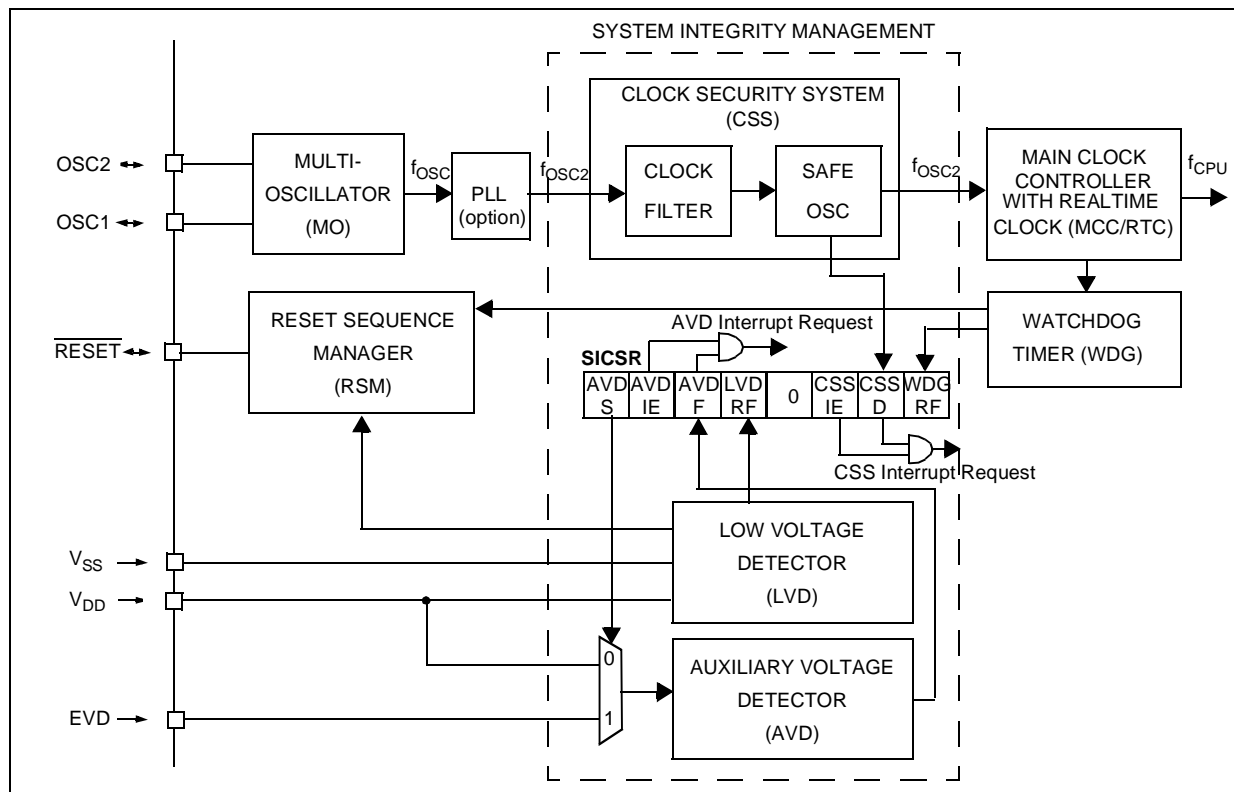 SYSTEM INTEGRITY MANAGEMENT
CLOCK SECURITY SYSTEM
(CSS)
OSC2
OSC1
MULTI-
OSCILLATOR
(MO)
fOSC
PLL
(option)
fOSC2
CLOCK
FILTER
SAFE
OSC
fOSC2
MAIN CLOCK
CONTROLLER
WITH REALTIME
CLOCK (MCC/RTC)
fCPU
RESET
RESET SEQUENCE
MANAGER
(RSM)
AVD Interrupt Request
WATCHDOG
TIMER (WDG)
SICSR
AVD S
AVD IE
AVD F
LVD RF
0
CSS IE
CSS D
WDG RF
CSS Interrupt Request
VSS
VDD
LOW VOLTAGE
DETECTOR
(LVD)
0
1
EVD
AUXILIARY VOLTAGE
DETECTOR
(AVD)